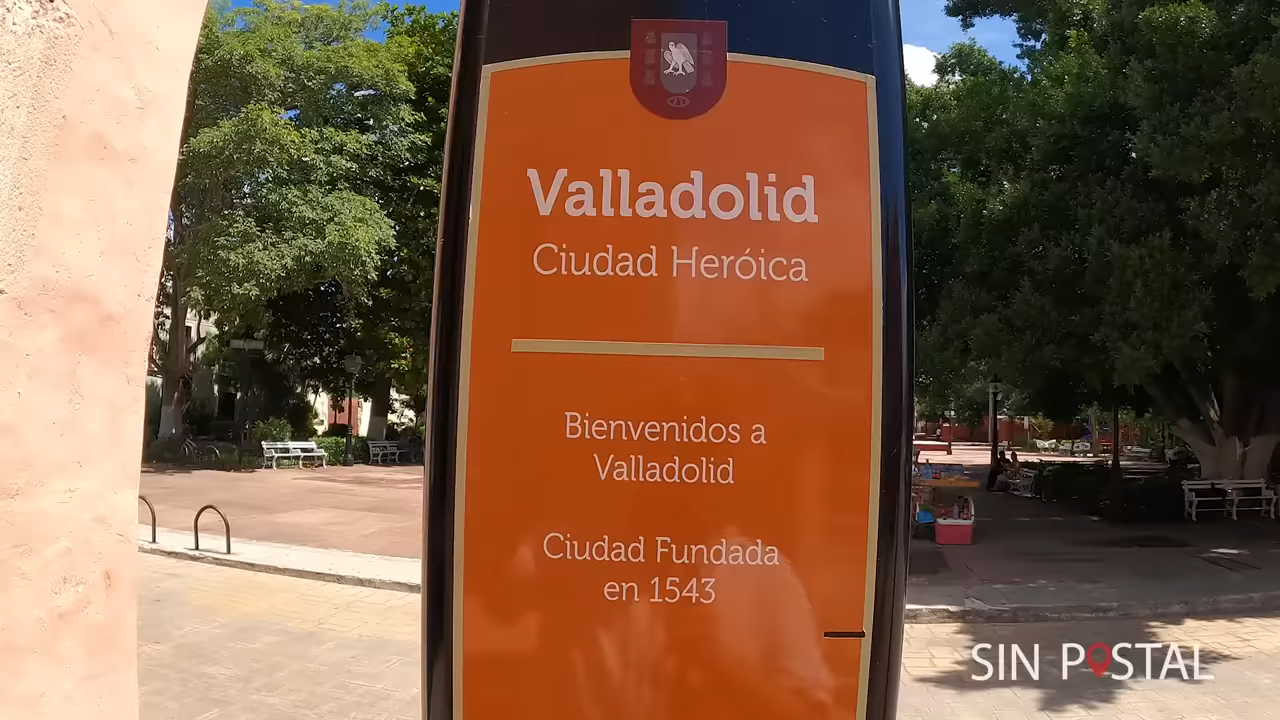 Valladolid
Ciudad Heróica
Bienvenidos a
Valladolid
Ciudad Fundada
en 1543
SIN POSTAL